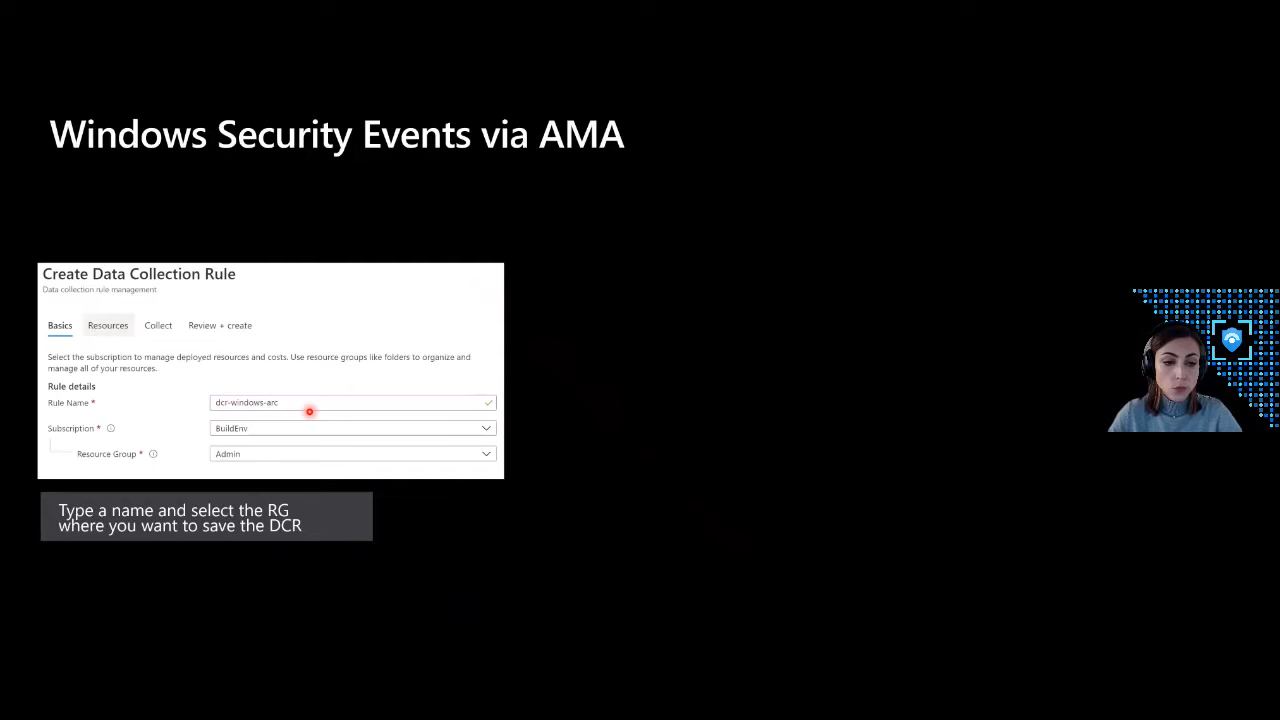 Windows Security Events via AMA
Create Data Collection Rule
Data collection rule management
Basics Resources Collect Review + create
Select the subscription to manage deployed resources and costs. Use resource groups like folders to organize and
manage all of your resources.
Rule details
Rule Name * dcr-windows-arc
Subscription * BuildEnv
Resource Group * Admin
Type a name and select the RG
where you want to save the DCR